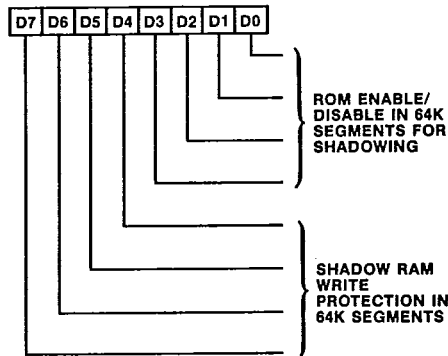 D7 D6 D5 D4 D3 D2 D1 D0
ROM ENABLE/
DISABLE IN 64K
SEGMENTS FOR
SHADOWING
SHADOW RAM
WRITE
PROTECTION IN
64K SEGMENTS